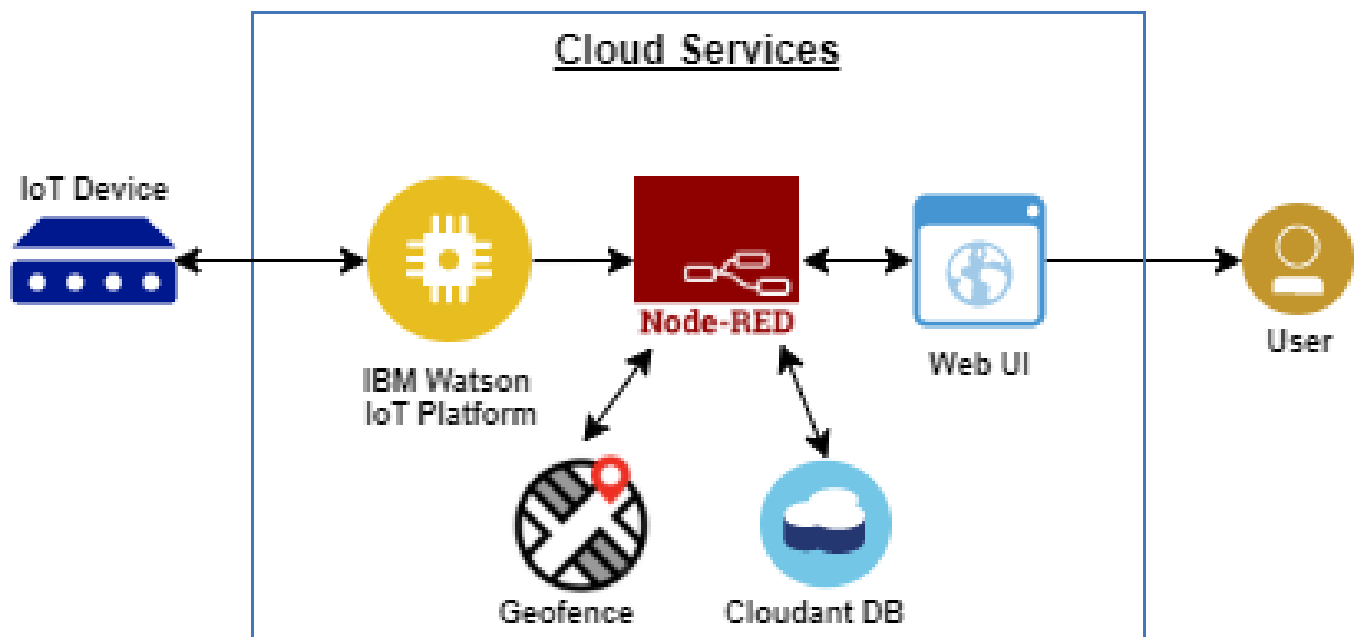 Cloud Services
IoT Device
Node-RED
IBM Watson
IoT Platform
Web UI
User
Geofence
Cloudant DB